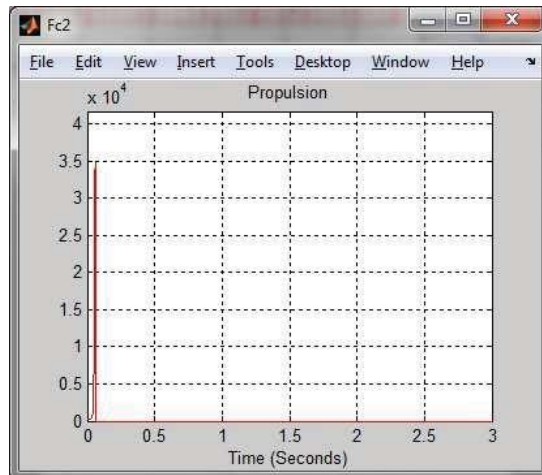 Fc2
File Edit View Insert Tools Desktop Window Help
x 10^4
Propulsion
4
3.5
3
2.5
2
1.5
1
0.5
0
0 0.5 1 1.5 2 2.5 3
Time (Seconds)